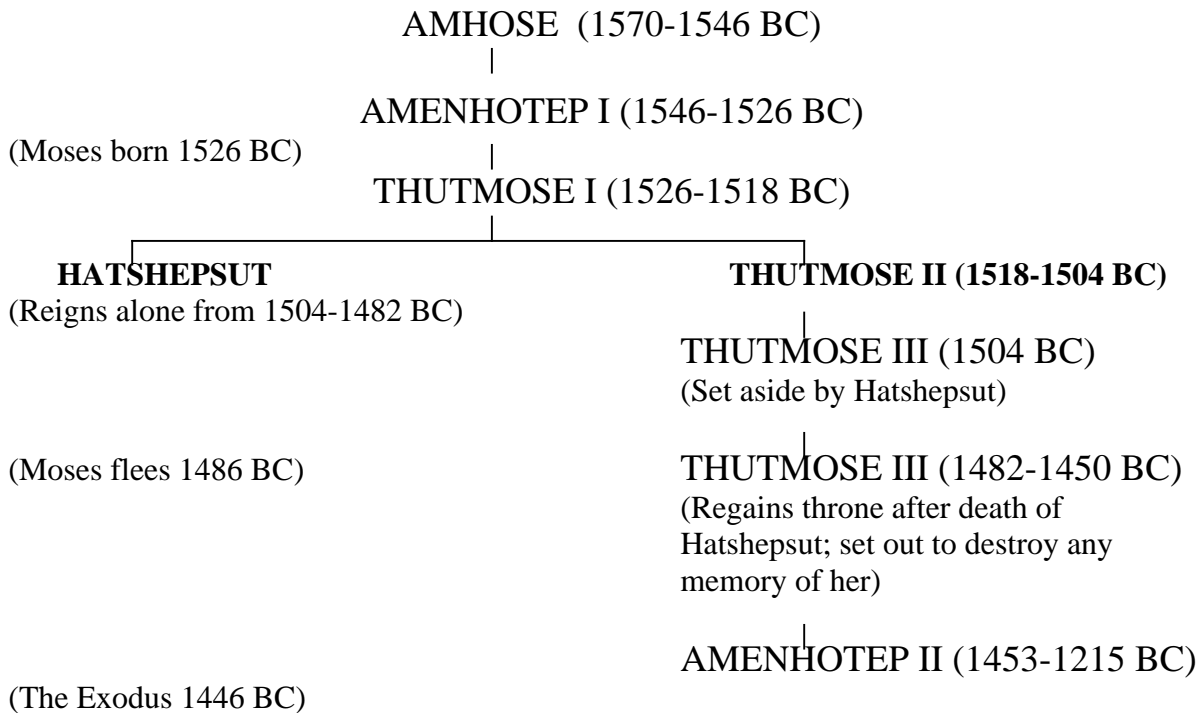 AMHOSE (1570-1546 BC)
AMENHOTEP I (1546-1526 BC)
(Moses born 1526 BC)
THUTMOSE I (1526-1518 BC)
HATSHEPSUT
THUTMOSE II (1518-1504 BC)
(Reigns alone from 1504-1482 BC)
THUTMOSE III (1504 BC)
(Set aside by Hatshepsut)
(Moses flees 1486 BC)
THUTMOSE III (1482-1450 BC)
(Regains throne after death of
Hatshepsut; set out to destroy any
memory of her)
AMENHOTEP II (1453-1215 BC)
(The Exodus 1446 BC)